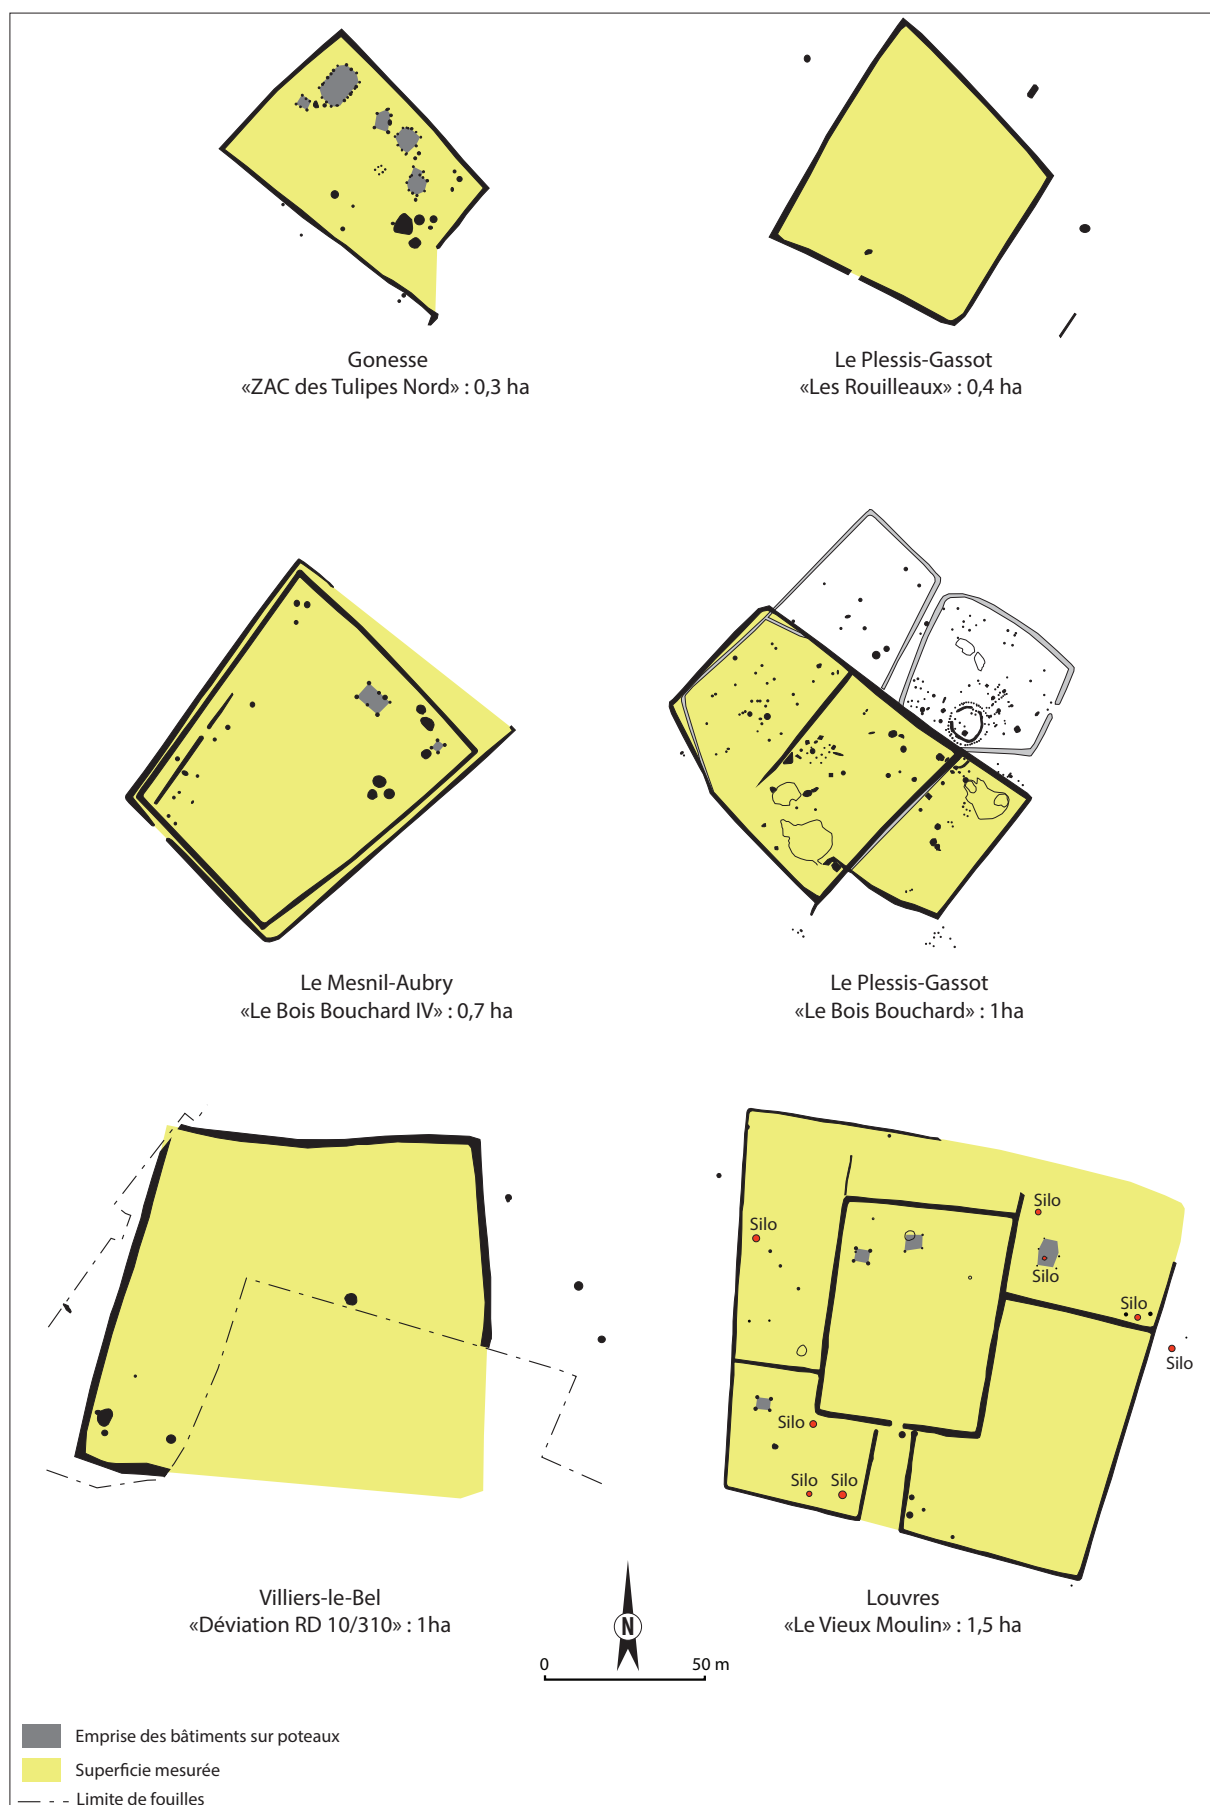 Gonesse
«ZAC des Tulipes Nord» : 0,3 ha
Le Plessis-Gassot
«Les Rouilleaux» : 0,4 ha
Le Mesnil-Aubry
«Le Bois Bouchard IV» : 0,7 ha
Le Plessis-Gassot
«Le Bois Bouchard» : 1ha
Silo
Silo
Silo
Silo
Silo
Silo
Silo
Silo
Villiers-le-Bel
«Déviation RD 10/310» : 1ha
Louvres
«Le Vieux Moulin» : 1,5 ha
N
0 50 m
Emprise des bâtiments sur poteaux
Superficie mesurée
Limite de fouilles